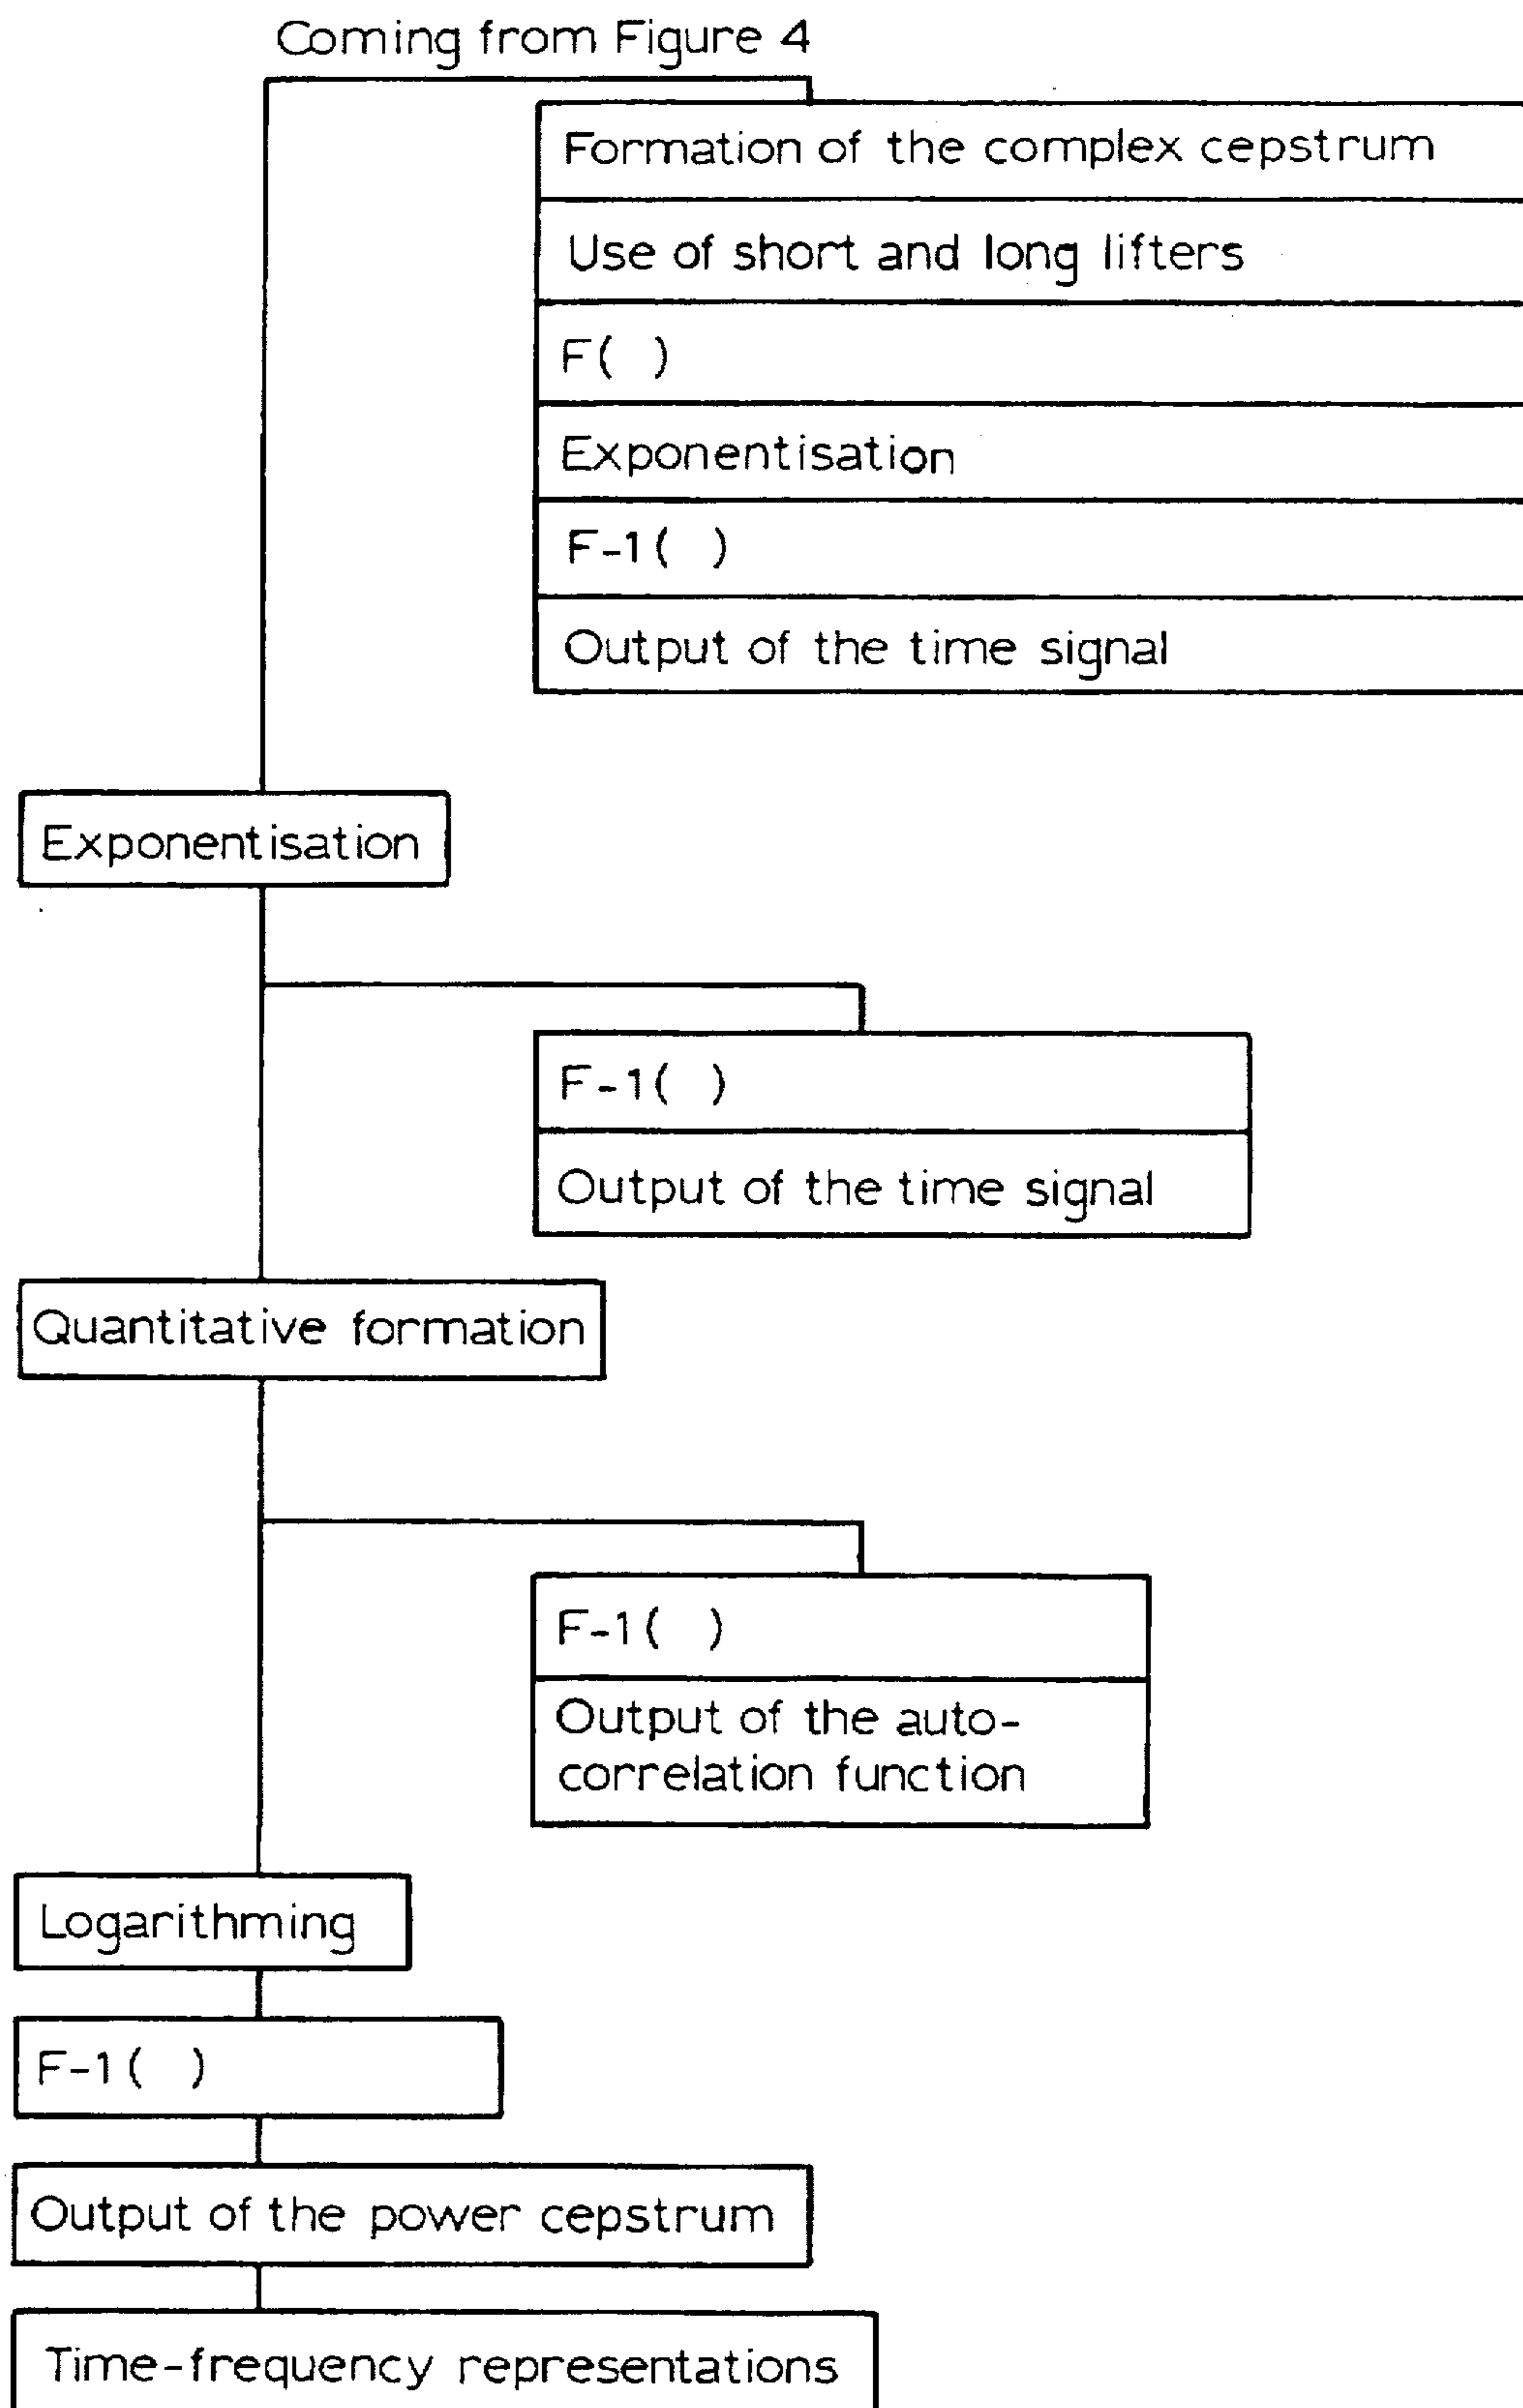 Coming from Figure 4
Formation of the complex cepstrum
Use of short and long lifters
F( )
Exponentisation
F-1( )
Output of the time signal
Exponentisation
F-1( )
Output of the time signal
Quantitative formation
F-1( )
Output of the auto-
correlation function
Logarithming
F-1( )
Output of the power cepstrum
Time-frequency representations